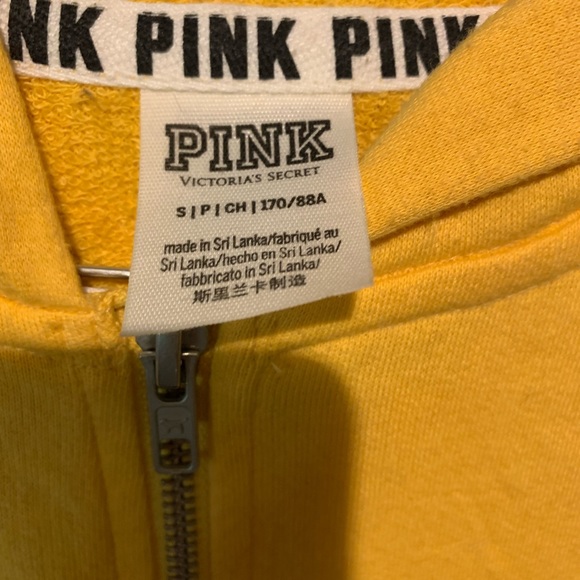 NK PINK PINK
PINK
VICTORIA'S SECRET
S | P | CH | 170/88A
made in Sri Lanka/fabriqué au
Sri Lanka/hecho en Sri Lanka/
fabbricato in Sri Lanka/
斯里兰卡制造